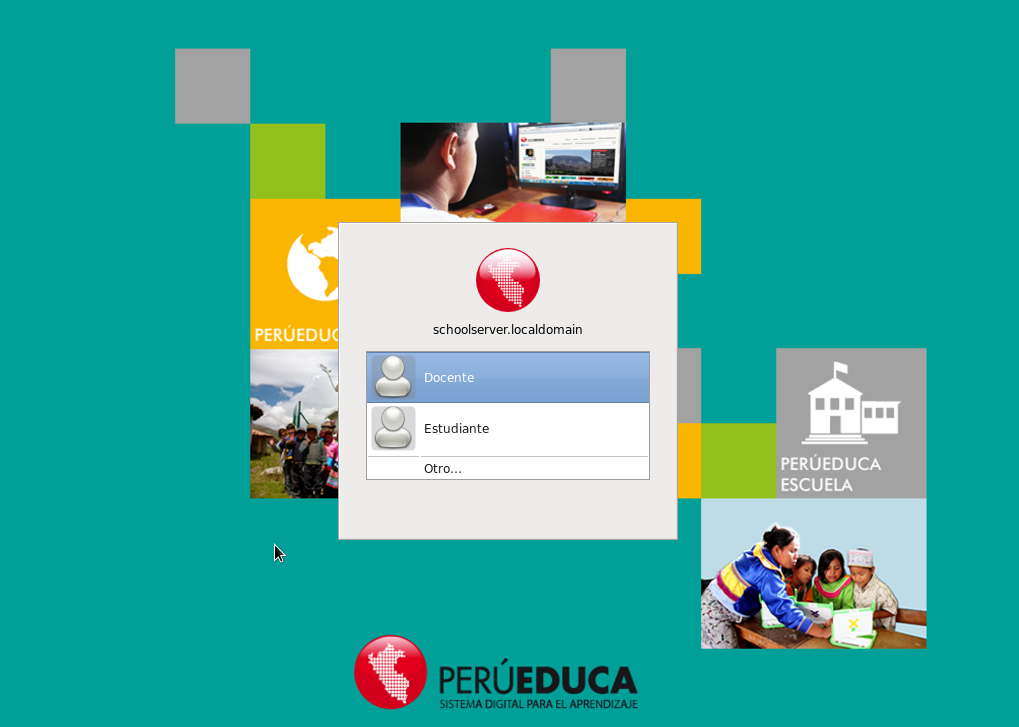 PERÚEDUC
schoolserver.localdomain
Docente
Estudiante
Otro...
PERÚEDUCA
ESCUELA
PERÚEDUCA
SISTEMA DIGITAL PARA EL APRENDIZAJE